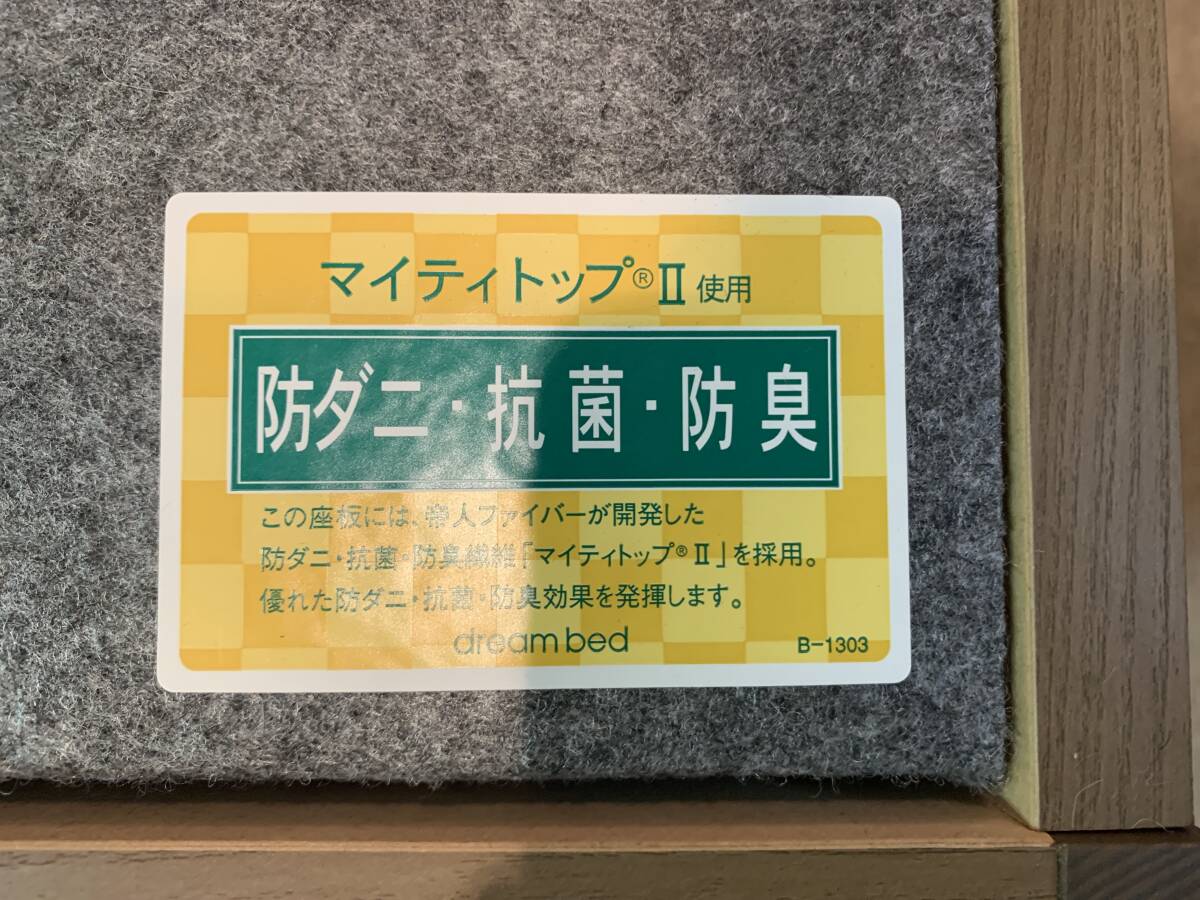 マイティトップ®Ⅱ使用
防ダニ・抗菌・防臭
この座板には、帝人ファイバーが開発した
防ダニ・抗菌・防臭繊維「マイティトップ®Ⅱ」を採用。
優れた防ダニ・抗菌・防臭効果を発揮します。
dream bed
B-1303